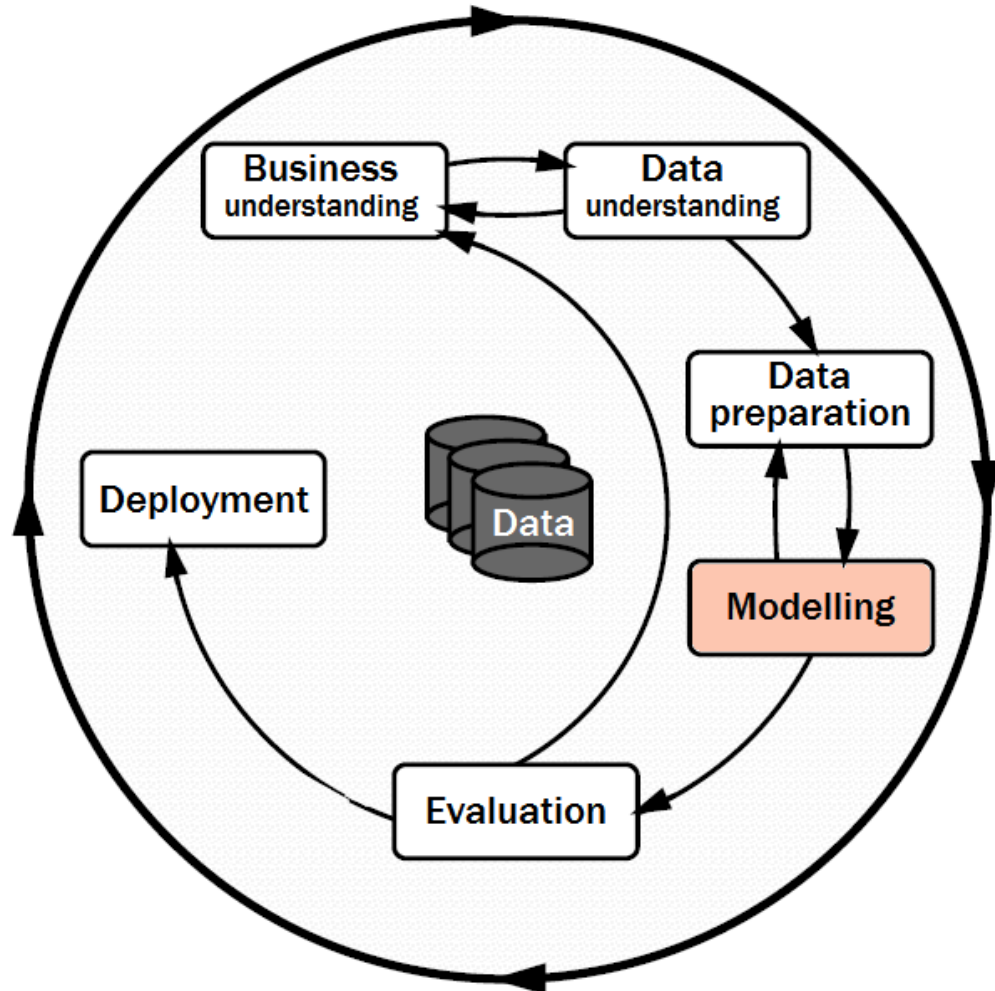 Business
understanding
Data
understanding
Data
preparation
Deployment
Data
Modelling
Evaluation